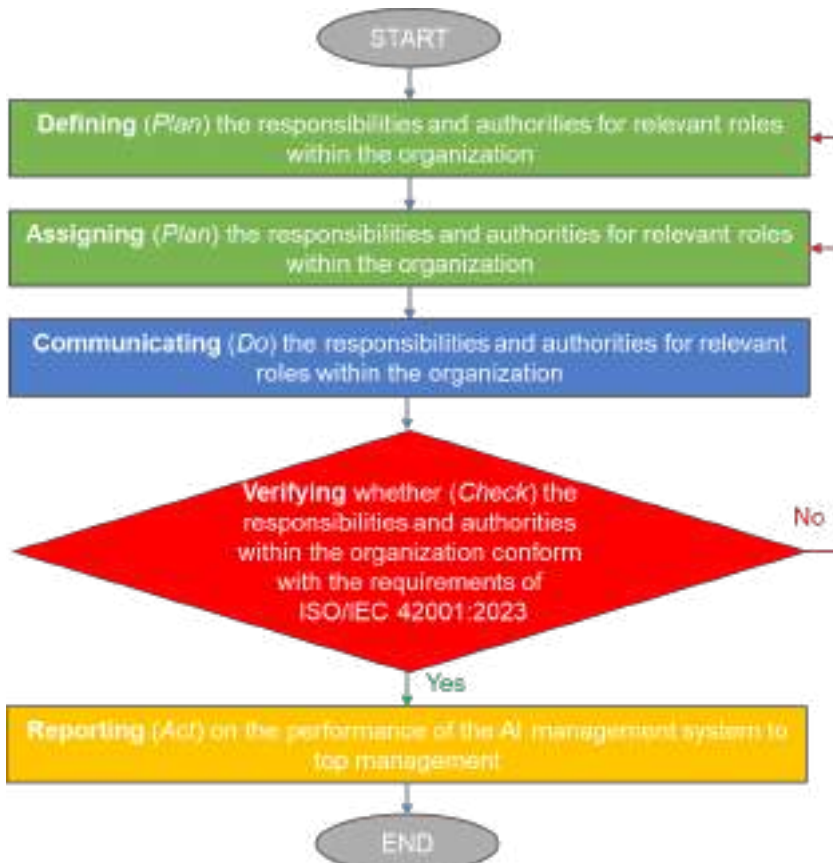 START
Defining (Plan) the responsibilities and authorities for relevant roles
within the organization
Assigning (Plan) the responsibilities and authorities for relevant roles
within the organization
Communicating (Do) the responsibilities and authorities for relevant
roles within the organization
Verifying whether (Check) the
responsibilities and authorities
within the organization conform
with the requirements of
ISO/IEC 42001:2023
No
Yes
Reporting (Act) on the performance of the AI management system to
top management
END